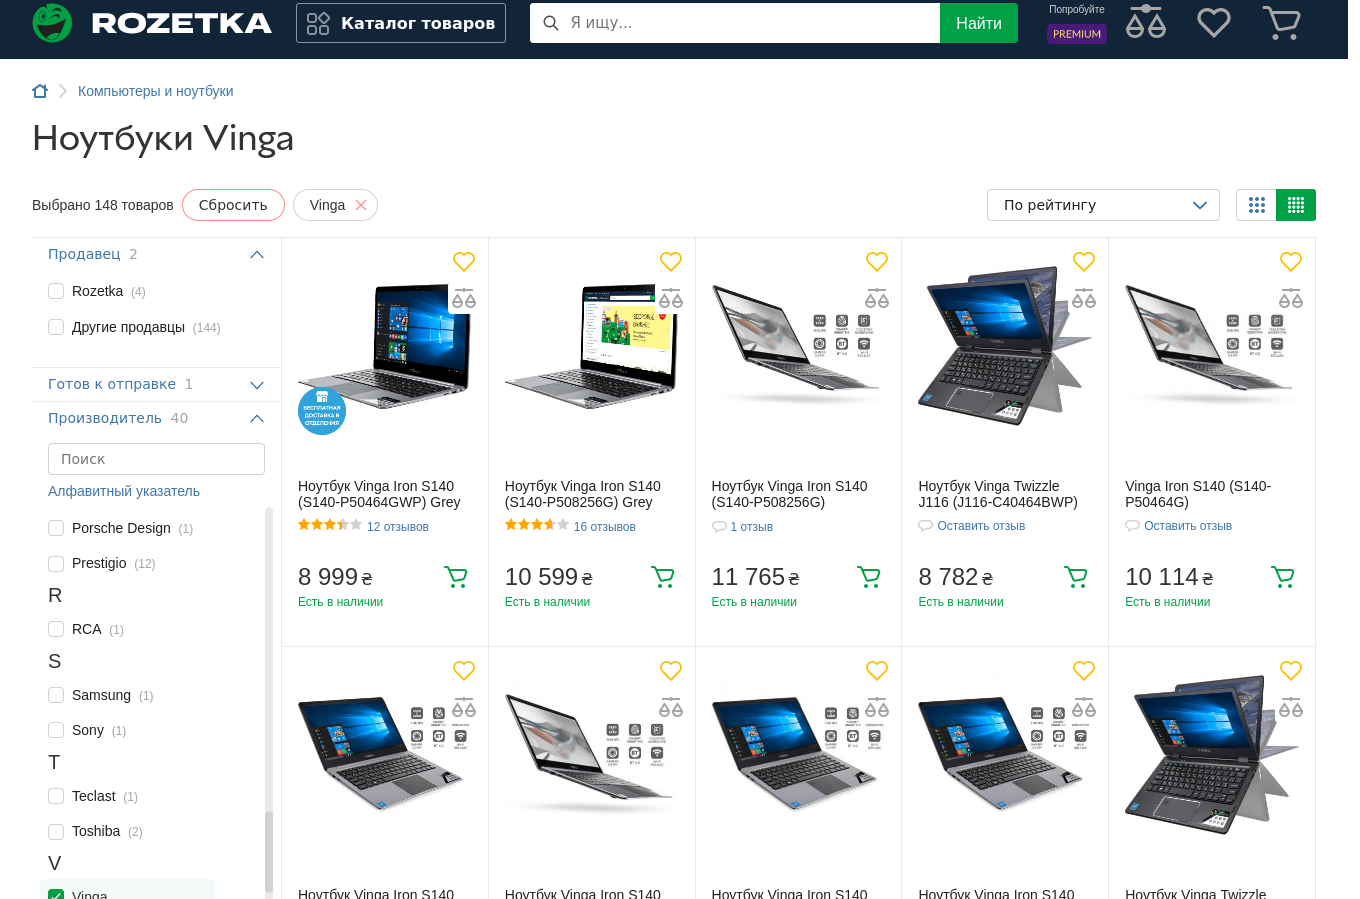 ROZETKA
Каталог товаров
Я ищу...
Найти
Попробуйте
PREMIUM
Компьютеры и ноутбуки
Ноутбуки Vinga
Выбрано 148 товаров
Сбросить
Vinga
По рейтингу
Продавец 2
Rozetka (4)
Другие продавцы (144)
Готов к отправке 1
Производитель 40
Поиск
Алфавитный указатель
Porsche Design (1)
Prestigio (12)
R
RCA (1)
S
Samsung (1)
Sony (1)
T
Teclast (1)
Toshiba (2)
V
Vinga
БЕСПЛАТНАЯ
ДОСТАВКА В
ОТДЕЛЕНИЯ
Ноутбук Vinga Iron S140
(S140-P50464GWP) Grey
12 отзывов
8 999 ₴
Есть в наличии
Ноутбук Vinga Iron S140
(S140-P508256G) Grey
16 отзывов
10 599 ₴
Есть в наличии
Ноутбук Vinga Iron S140
(S140-P508256G)
1 отзыв
11 765 ₴
Есть в наличии
Ноутбук Vinga Twizzle
J116 (J116-C40464BWP)
Оставить отзыв
8 782 ₴
Есть в наличии
Vinga Iron S140 (S140-
P50464G)
Оставить отзыв
10 114 ₴
Есть в наличии
Ноутбук Vinga Iron S140
Ноутбук Vinga Iron S140
Ноутбук Vinga Iron S140
Ноутбук Vinga Iron S140
Ноутбук Vinga Twizzle